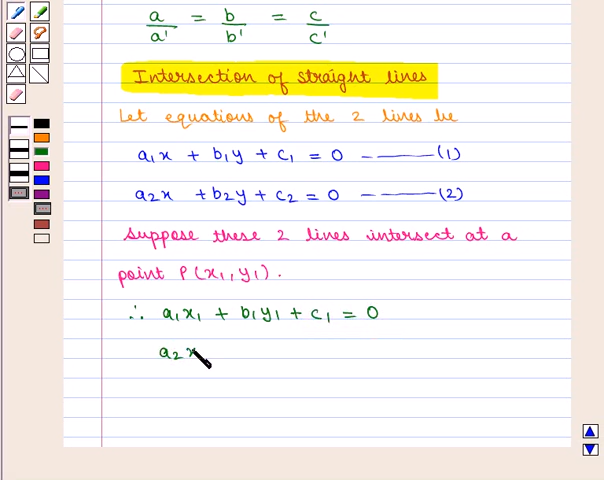 a/a' = b/b' = c/c'
Intersection of straight lines
Let equations of the 2 lines be
a₁x + b₁y + c₁ = 0 ———(1)
a₂x + b₂y + c₂ = 0 ———(2)
Suppose these 2 lines intersect at a
point P(x₁,y₁).
∴ a₁x₁ + b₁y₁ + c₁ = 0
a₂x